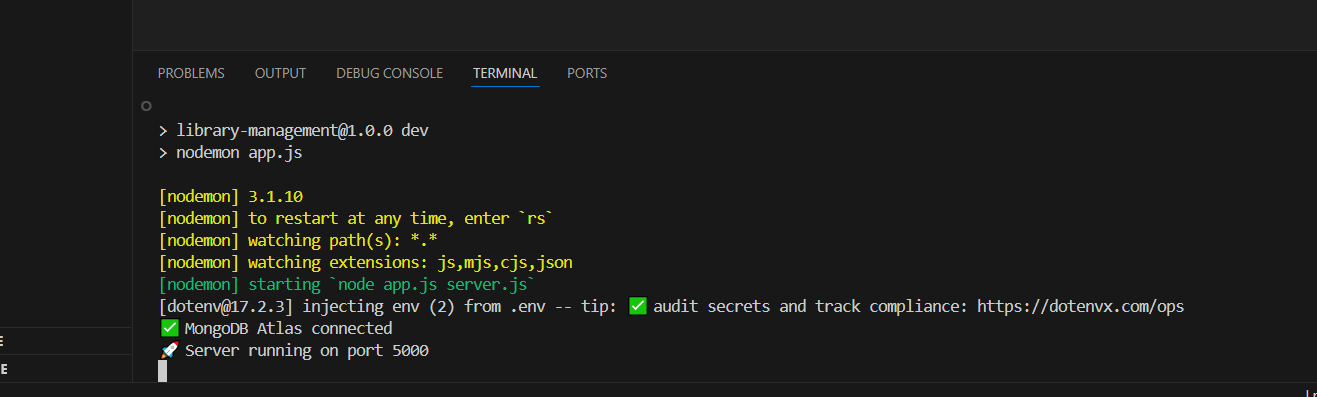 PROBLEMS OUTPUT DEBUG CONSOLE TERMINAL PORTS
> library-management@1.0.0 dev
> nodemon app.js
[nodemon] 3.1.10
[nodemon] to restart at any time, enter `rs`
[nodemon] watching path(s): *.*
[nodemon] watching extensions: js,mjs,cjs,json
[nodemon] starting `node app.js server.js`
[dotenv@17.2.3] injecting env (2) from .env -- tip: ✅ audit secrets and track compliance: https://dotenvx.com/ops
✅ MongoDB Atlas connected
🚀 Server running on port 5000